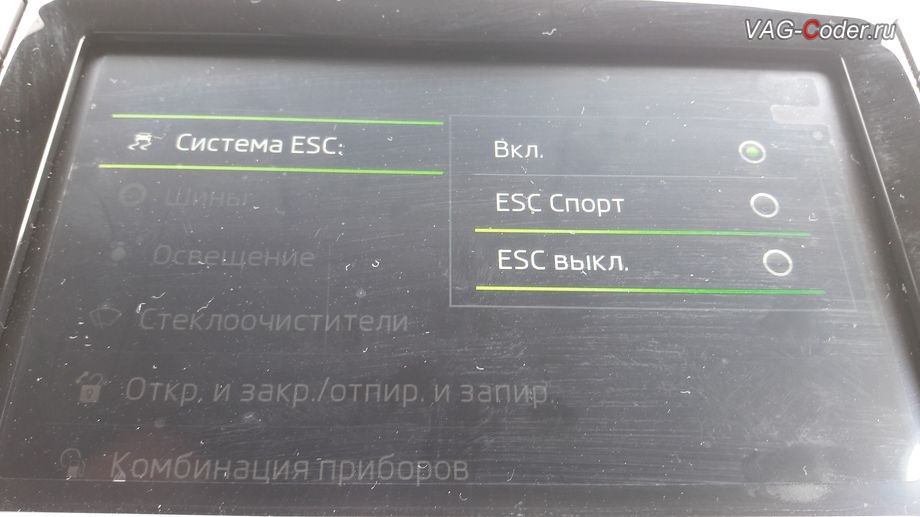 VAG-Coder.ru
Система ESC:
Вкл.
ESC Спорт
ESC выкл.
Шины
Освещение
Стеклоочистители
Откр. и закр./отпир. и запир.
Комбинация приборов